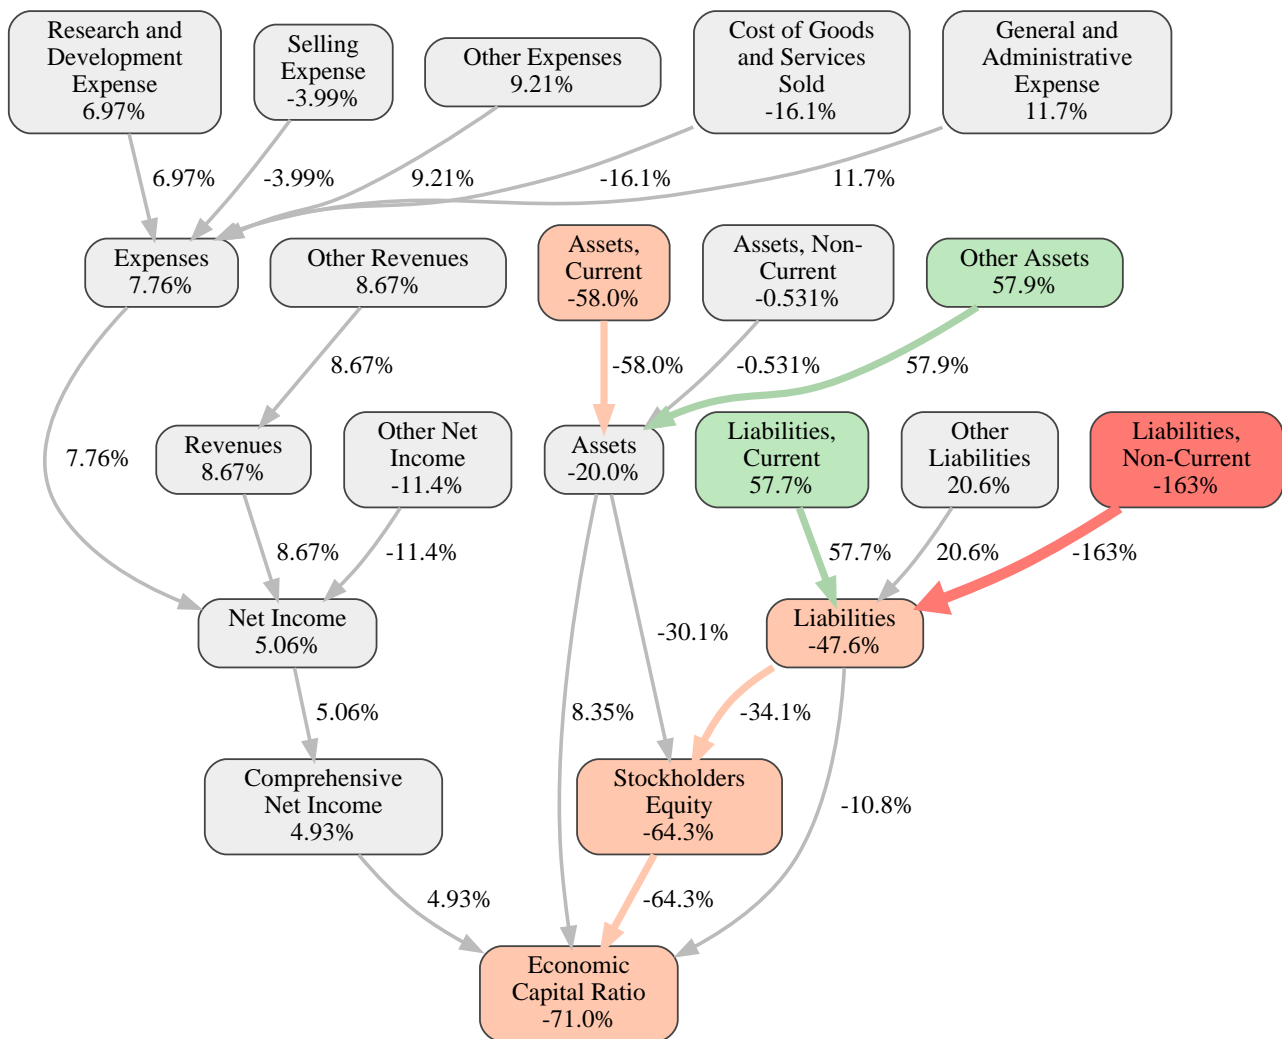 Research and
Development
Expense
6.97%
Selling
Expense
-3.99%
Other Expenses
9.21%
Cost of Goods
and Services
Sold
-16.1%
General and
Administrative
Expense
11.7%
6.97%
-3.99%
9.21%
-16.1%
11.7%
Expenses
7.76%
Other Revenues
8.67%
Assets,
Current
-58.0%
Assets, Non-
Current
-0.531%
Other Assets
57.9%
8.67%
-58.0%
-0.531%
57.9%
7.76%
Revenues
8.67%
Other Net
Income
-11.4%
Assets
-20.0%
Liabilities,
Current
57.7%
Other
Liabilities
20.6%
Liabilities,
Non-Current
-163%
8.67%
-11.4%
57.7%
20.6%
-163%
Net Income
5.06%
-30.1%
Liabilities
-47.6%
5.06%
8.35%
-34.1%
Comprehensive
Net Income
4.93%
Stockholders
Equity
-64.3%
-10.8%
4.93%
-64.3%
Economic
Capital Ratio
-71.0%